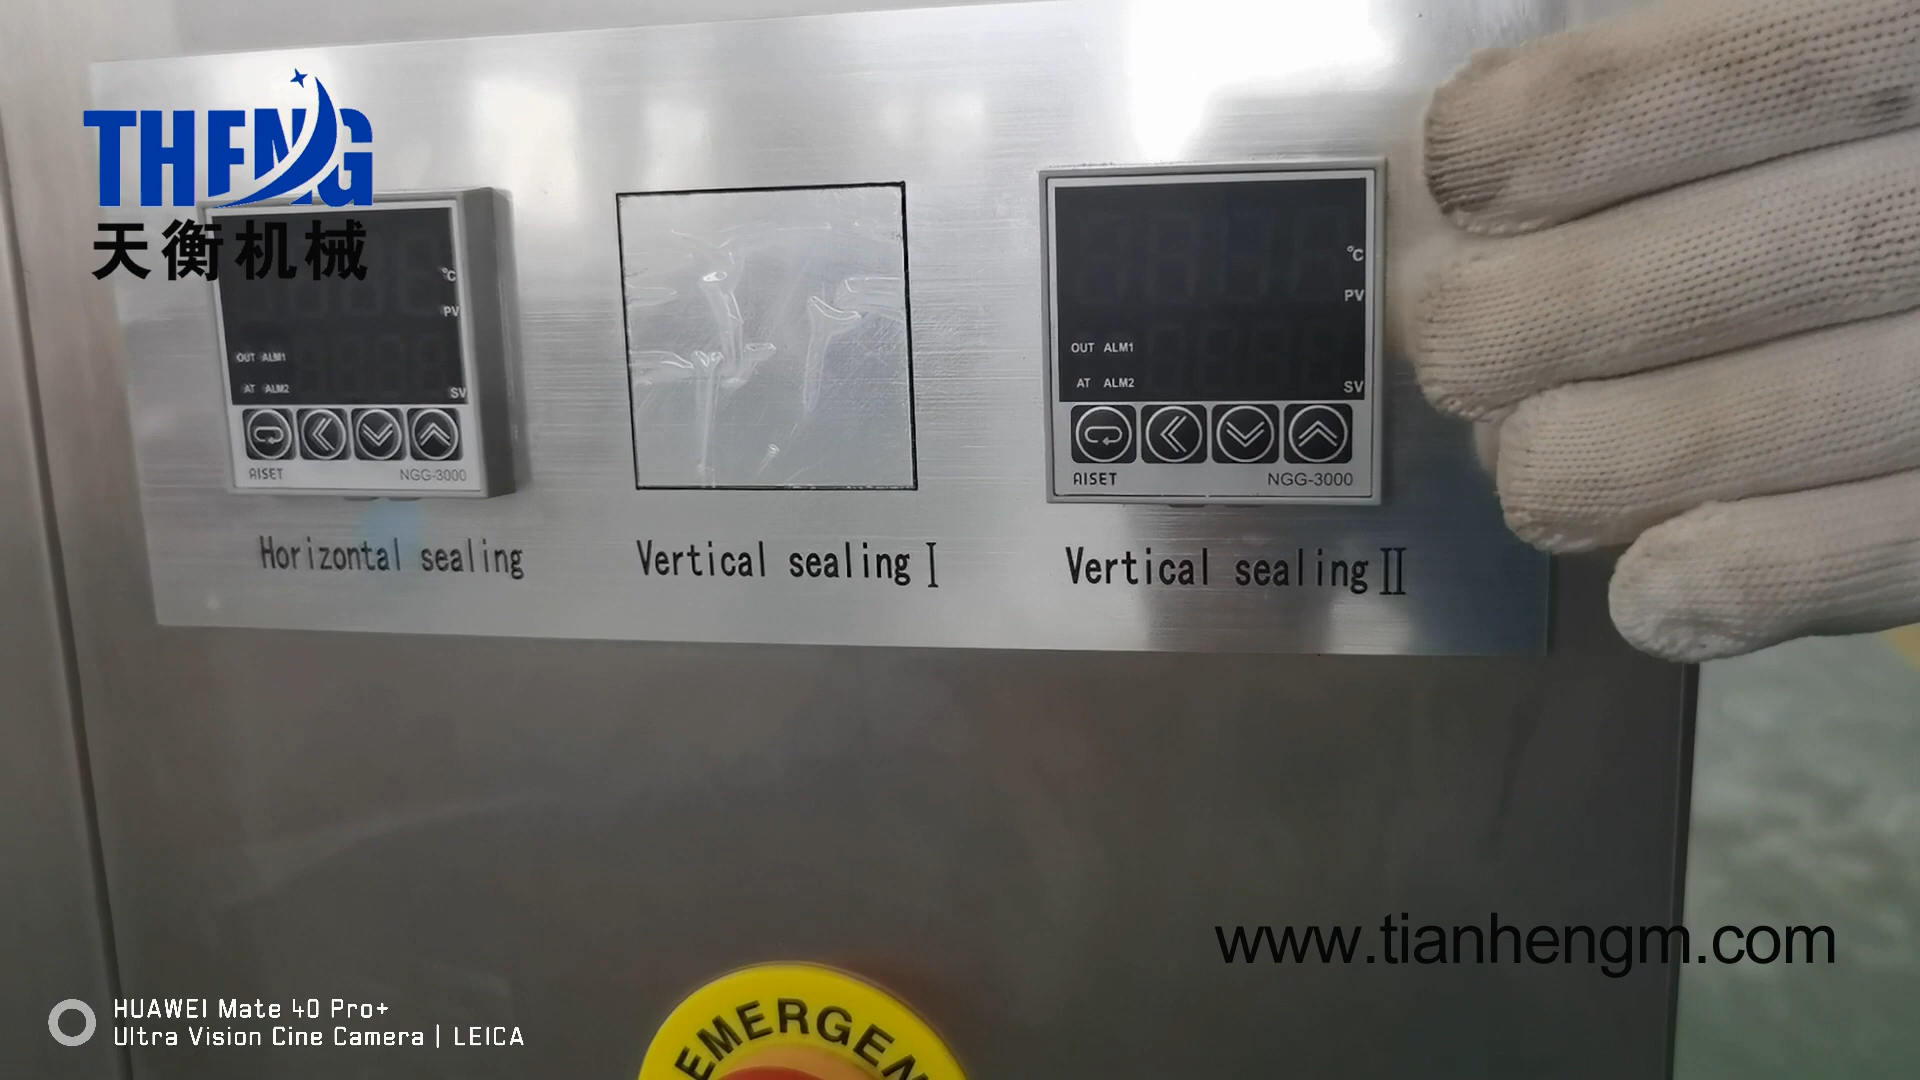 THENG
天衡机械
°C
PV
OUT ALM1
AT ALM2
SV
AISET NGG-3000
Horizontal sealing
Vertical sealing Ⅰ
°C
PV
OUT ALM1
AT ALM2
SV
AISET NGG-3000
Vertical sealing Ⅱ
www.tianhengm.com
EMERGEN
HUAWEI Mate 40 Pro+
Ultra Vision Cine Camera | LEICA